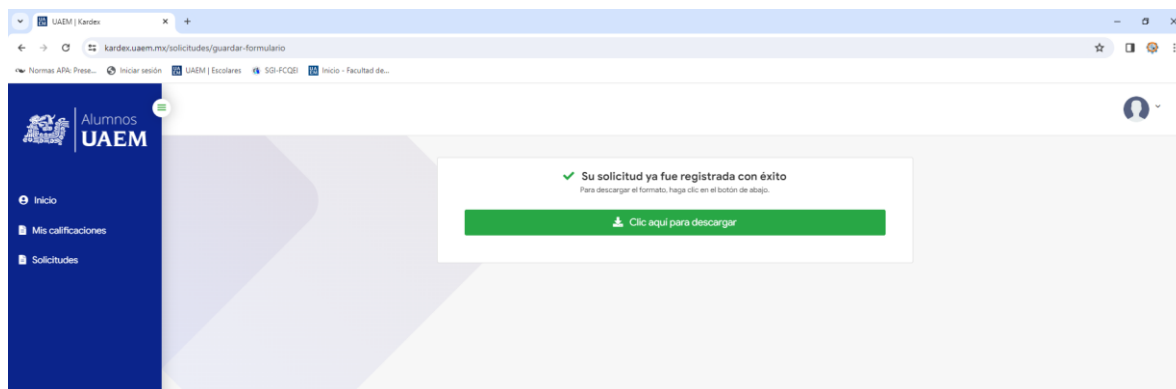 UAEM | Kardex
kardex.uaem.mx/solicitudes/guardar-formulario
Normas APA: Prese... Iniciar sesión UAEM | Escolares SGI-FCQEI Inicio - Facultad de...
Alumnos
UAEM
Inicio
Mis calificaciones
Solicitudes
Su solicitud ya fue registrada con éxito
Para descargar el formato, haga clic en el botón de abajo.
Clic aquí para descargar